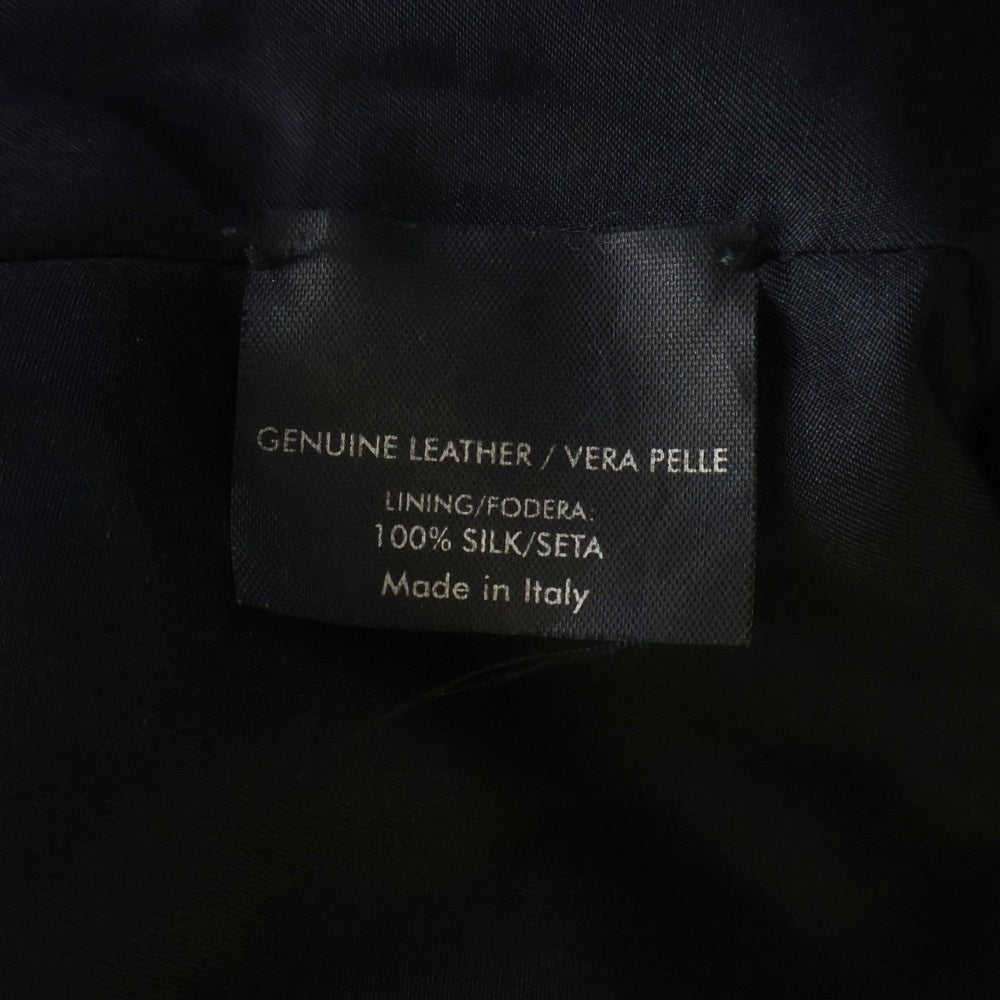 GENUINE LEATHER / VERA PELLE
LINING/FODERA:
100% SILK/SETA
Made in Italy